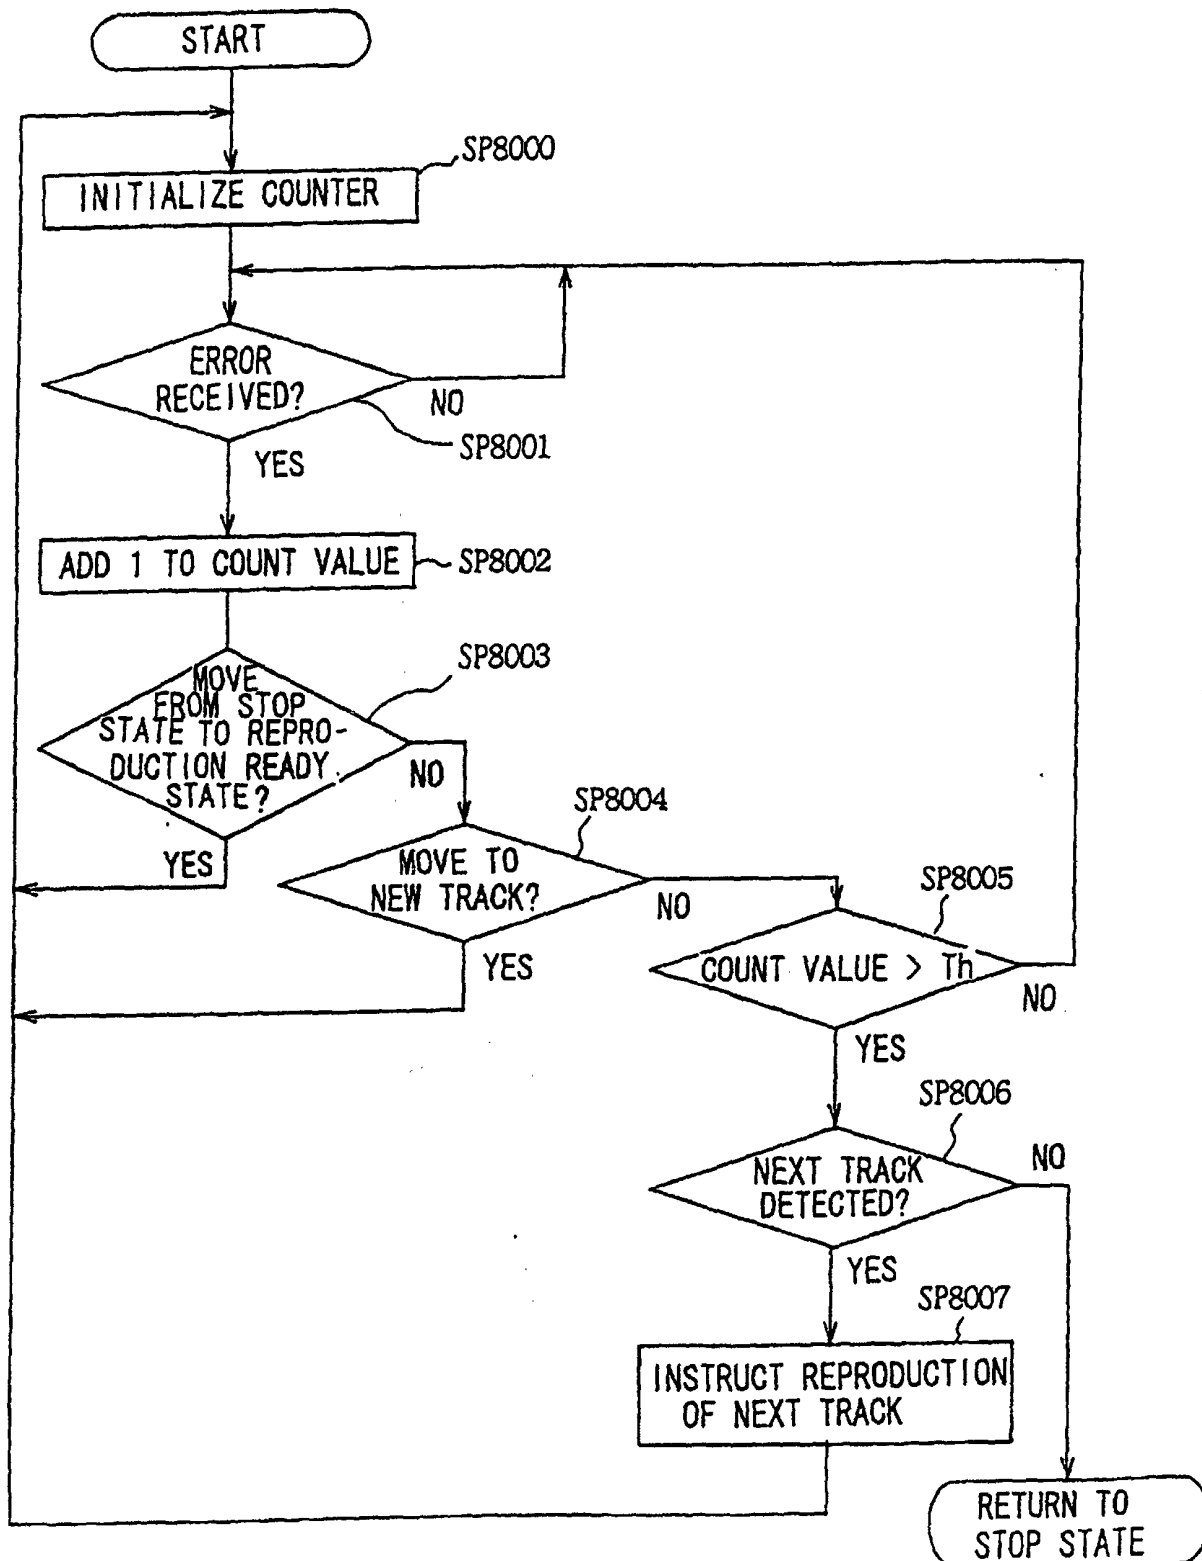 START
SP8000
INITIALIZE COUNTER
ERROR
RECEIVED?
NO
SP8001
YES
ADD 1 TO COUNT VALUE
SP8002
SP8003
MOVE
FROM STOP
STATE TO REPRO-
DUCTION READY
STATE?
NO
YES
SP8004
MOVE TO
NEW TRACK?
NO
YES
SP8005
COUNT VALUE > Th
NO
YES
SP8006
NEXT TRACK
DETECTED?
NO
YES
SP8007
INSTRUCT REPRODUCTION
OF NEXT TRACK
RETURN TO
STOP STATE